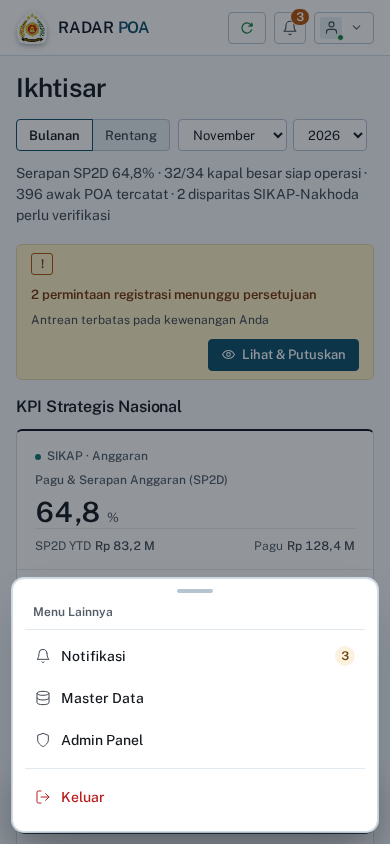 RADAR POA
3
Ikhtisar
Bulanan
Rentang
November
2026
Serapan SP2D 64,8% · 32/34 kapal besar siap operasi ·
396 awak POA tercatat · 2 disparitas SIKAP-Nakhoda
perlu verifikasi
!
2 permintaan registrasi menunggu persetujuan
Antrean terbatas pada kewenangan Anda
Lihat & Putuskan
KPI Strategis Nasional
SIKAP · Anggaran
Pagu & Serapan Anggaran (SP2D)
64,8 %
SP2D YTD Rp 83,2 M
Pagu Rp 128,4 M
Menu Lainnya
Notifikasi
3
Master Data
Admin Panel
Keluar